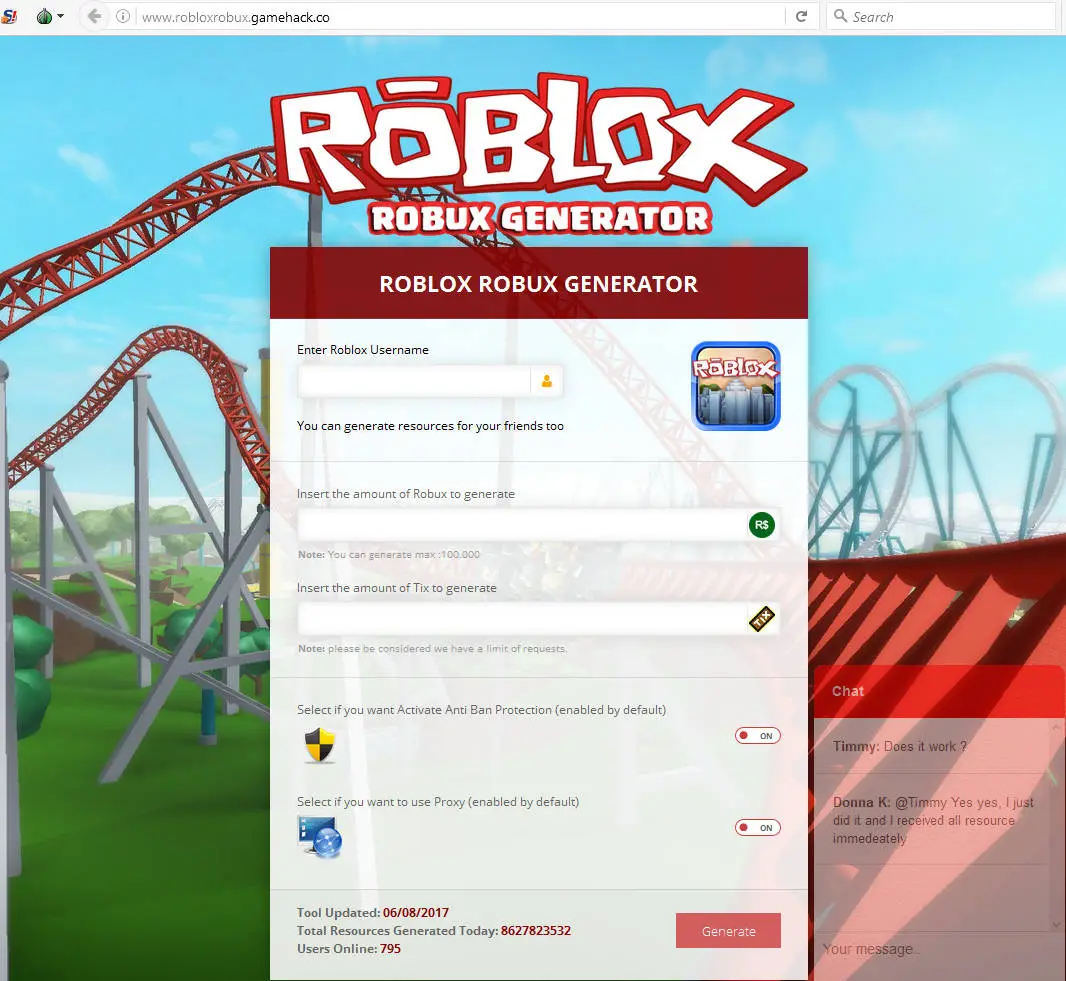 www.robloxrobux.gamehack.co
Search
RŌBLOX
ROBUX GENERATOR
ROBLOX ROBUX GENERATOR
Enter Roblox Username
ROBLOX
You can generate resources for your friends too
Insert the amount of Robux to generate
R$
Note: You can generate max :100.000
Insert the amount of Tix to generate
TIX
Note: please be considered we have a limit of requests.
Select if you want Activate Anti Ban Protection (enabled by default)
ON
Select if you want to use Proxy (enabled by default)
ON
Tool Updated: 06/08/2017
Total Resources Generated Today: 8627823532
Users Online: 795
Generate
Chat
Timmy: Does it work ?
Donna K: @Timmy Yes yes, I just
did it and I received all resource
immedeately
Your message..